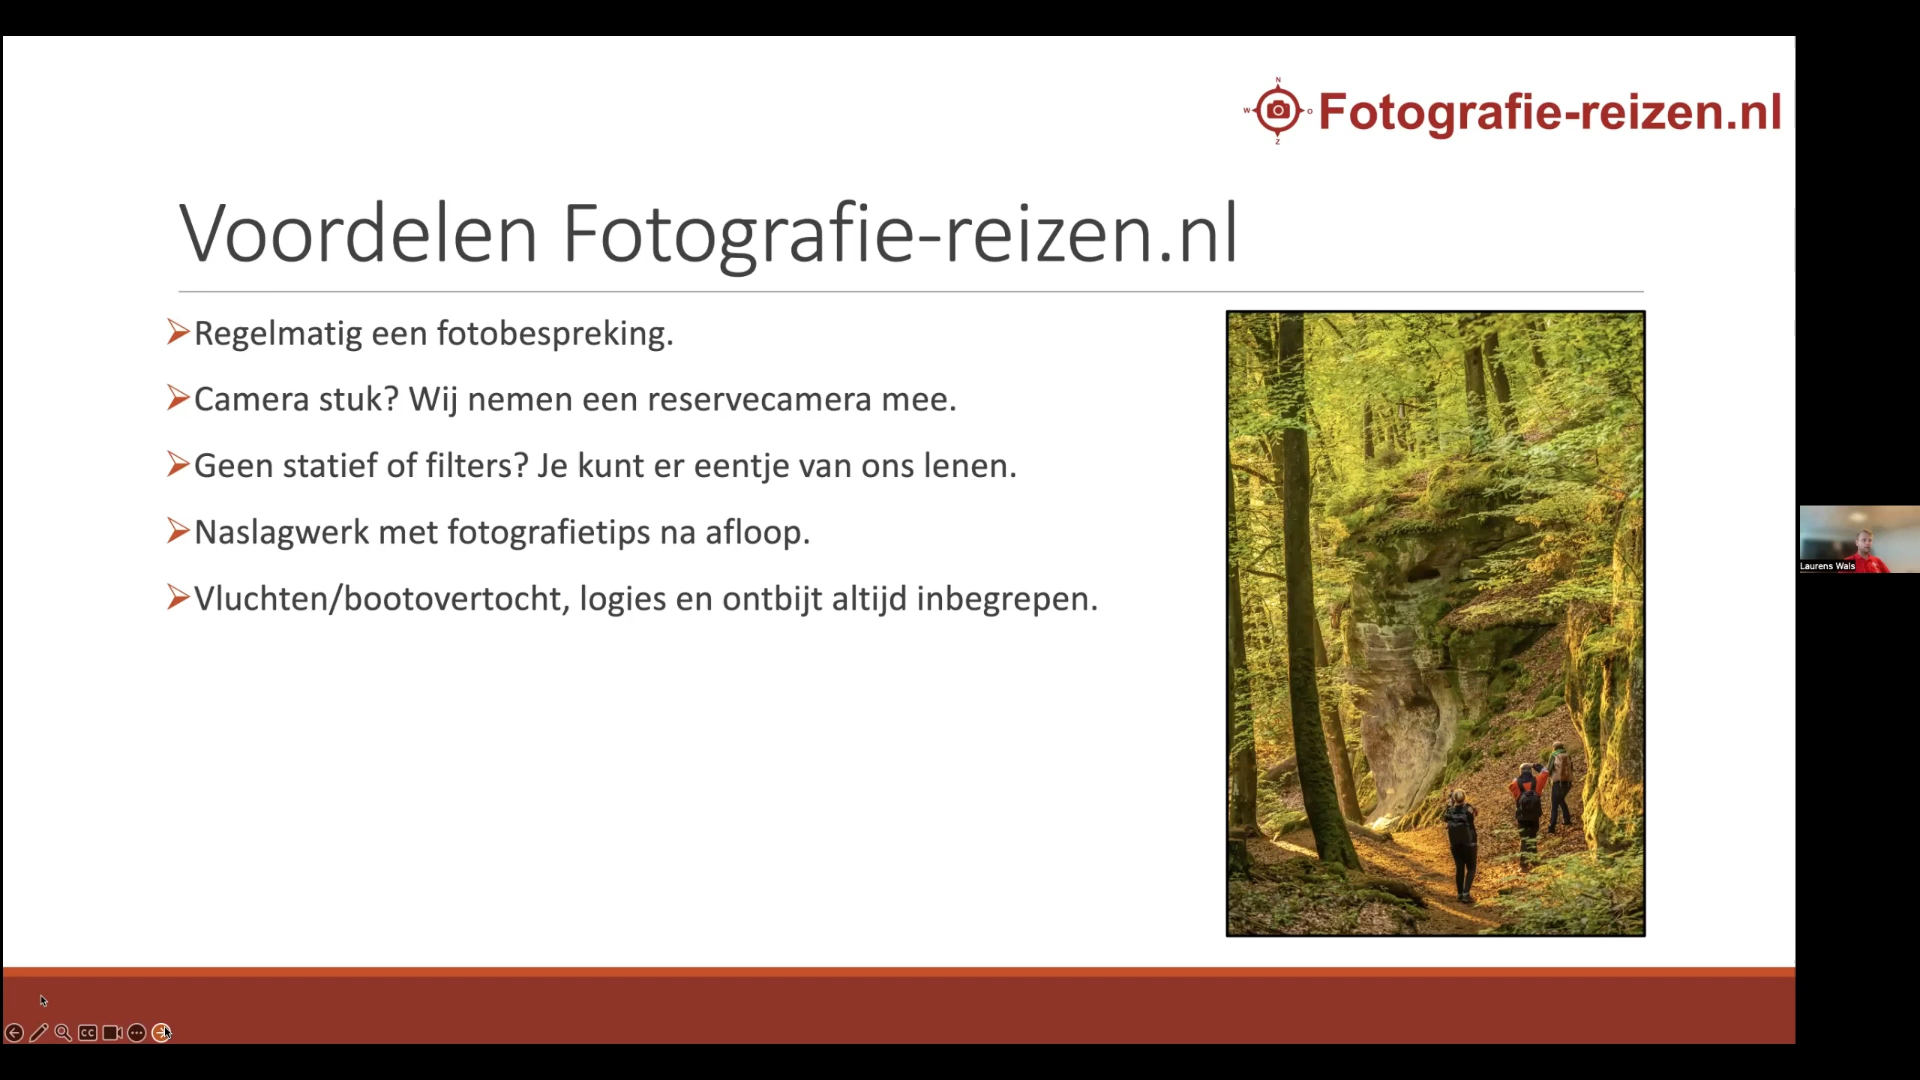 N
W O
Z
Fotografie-reizen.nl
Voordelen Fotografie-reizen.nl
Regelmatig een fotobespreking.
Camera stuk? Wij nemen een reservecamera mee.
Geen statief of filters? Je kunt er eentje van ons lenen.
Naslagwerk met fotografietips na afloop.
Vluchten/bootovertocht, logies en ontbijt altijd inbegrepen.
Laurens Wals
CC